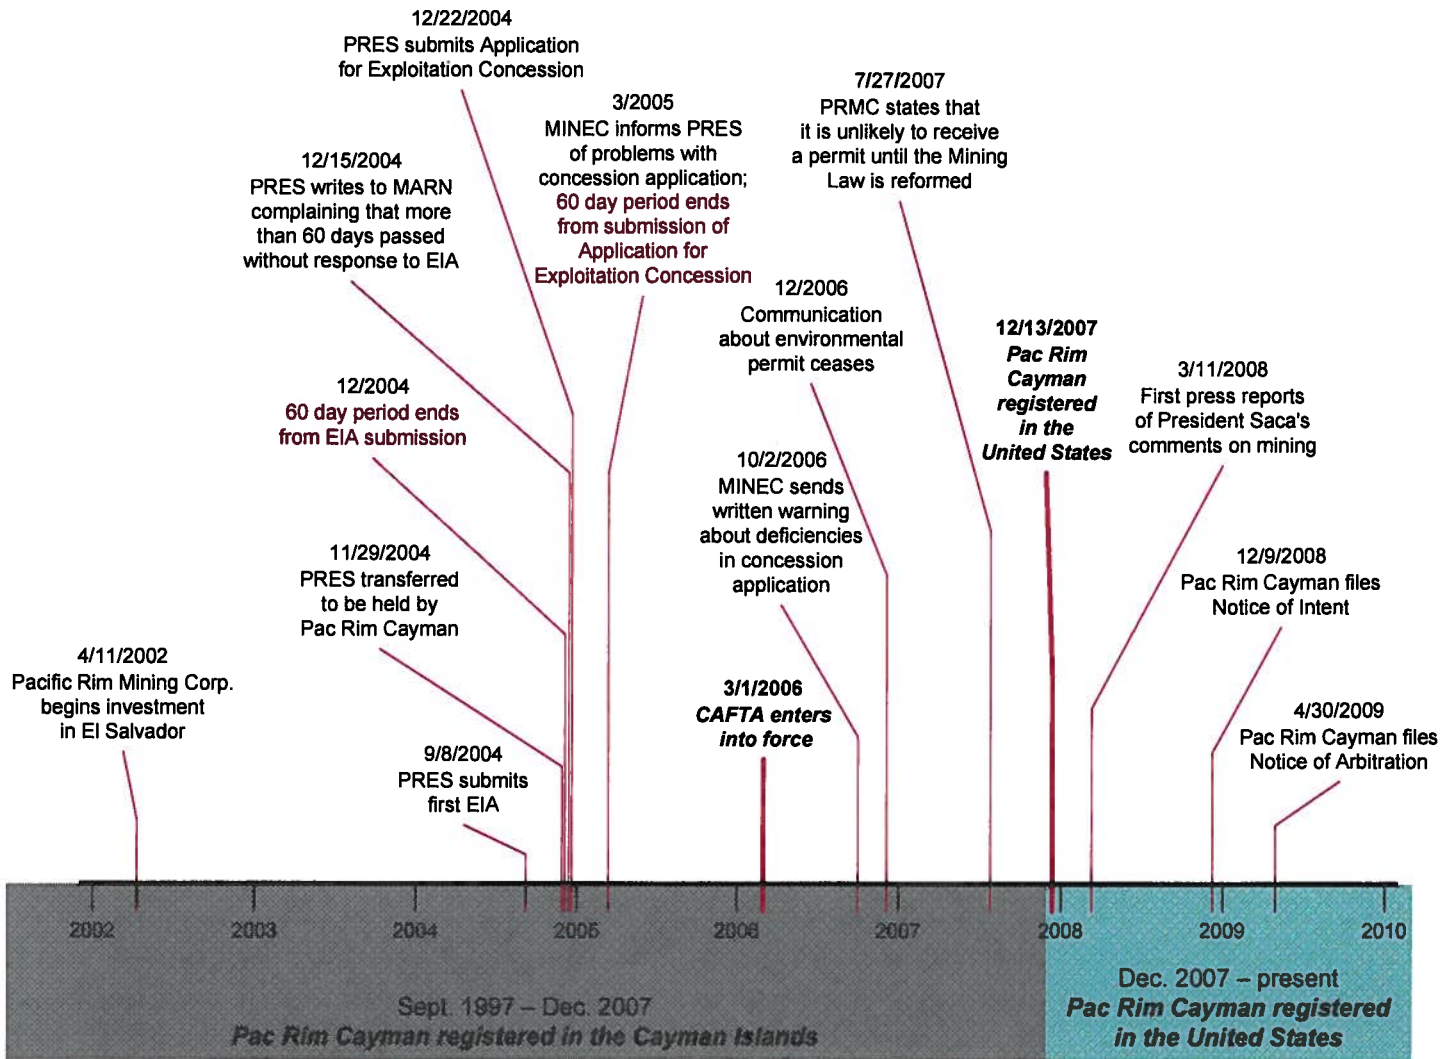 12/22/2004
PRES submits Application
for Exploitation Concession
7/27/2007
PRMC states that
it is unlikely to receive
a permit until the Mining
Law is reformed
3/2005
MINEC informs PRES
of problems with
concession application;
60 day period ends
from submission of
Application for
Exploitation Concession
12/15/2004
PRES writes to MARN
complaining that more
than 60 days passed
without response to EIA
12/2006
Communication
about environmental
permit ceases
12/13/2007
Pac Rim
Cayman
registered
in the
United States
3/11/2008
First press reports
of President Saca's
comments on mining
12/2004
60 day period ends
from EIA submission
10/2/2006
MINEC sends
written warning
about deficiencies
in concession
application
11/29/2004
PRES transferred
to be held by
Pac Rim Cayman
12/9/2008
Pac Rim Cayman files
Notice of Intent
4/11/2002
Pacific Rim Mining Corp.
begins investment
in El Salvador
3/1/2006
CAFTA enters
into force
4/30/2009
Pac Rim Cayman files
Notice of Arbitration
9/8/2004
PRES submits
first EIA
2002 2003 2004 2005 2006 2007 2008 2009 2010
Sept. 1997 – Dec. 2007
Pac Rim Cayman registered in the Cayman Islands
Dec. 2007 – present
Pac Rim Cayman registered
in the United States